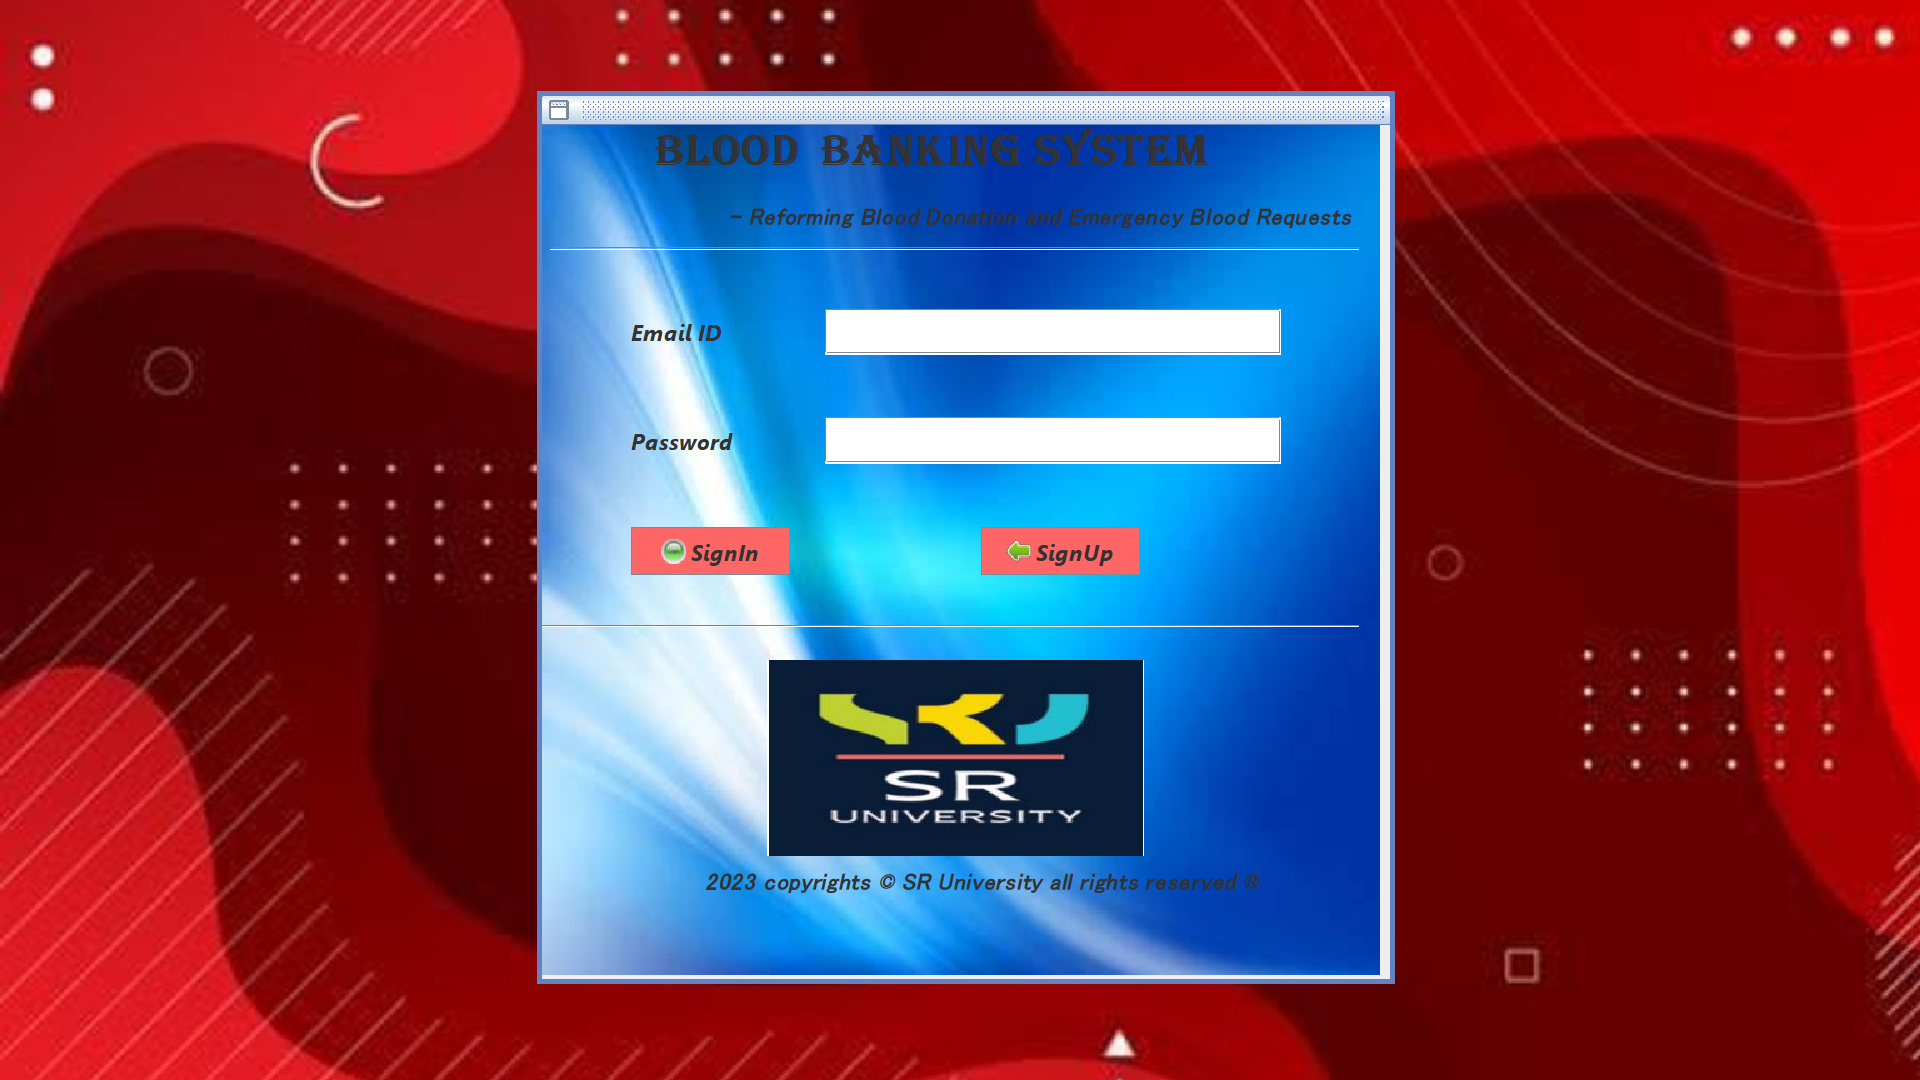 BLOOD BANKING SYSTEM
- Reforming Blood Donation and Emergency Blood Requests
Email ID
Password
SignIn
SignUp
SR
UNIVERSITY
2023 copyrights © SR University all rights reserved ®